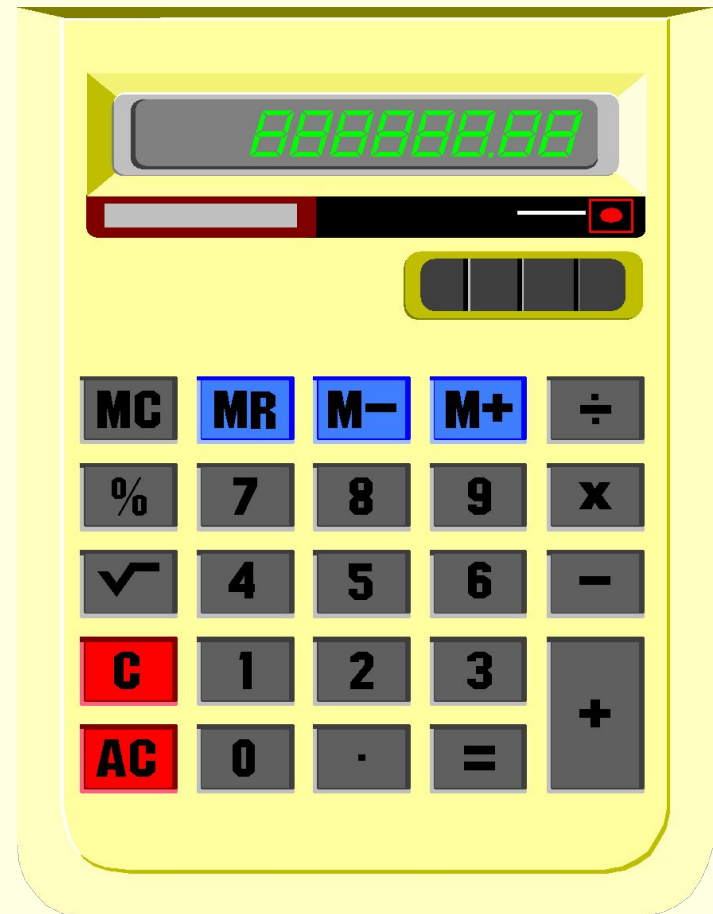 888888.88
MC MR M− M+ ÷
% 7 8 9 x
√ 4 5 6 −
C 1 2 3 +
AC 0 . =